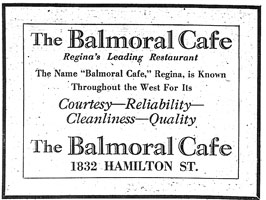 The Balmoral Cafe
Regina's Leading Restaurant
The Name "Balmoral Cafe," Regina, is Known
Throughout the West For Its
Courtesy—Reliability—
Cleanliness—Quality
The Balmoral Cafe
1832 HAMILTON ST.